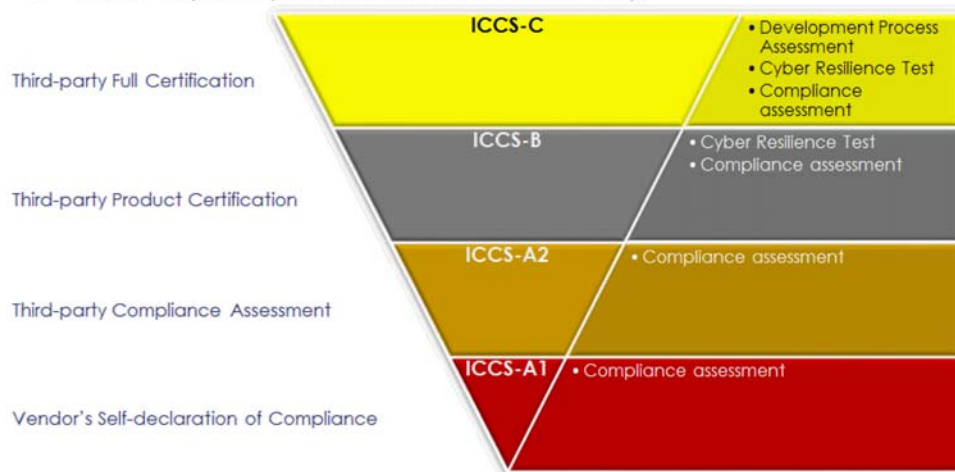 ICCS-C
• Development Process
Assessment
• Cyber Resilience Test
• Compliance
assessment
Third-party Full Certification
ICCS-B
• Cyber Resilience Test
• Compliance assessment
Third-party Product Certification
ICCS-A2
• Compliance assessment
Third-party Compliance Assessment
ICCS-A1
• Compliance assessment
Vendor's Self-declaration of Compliance